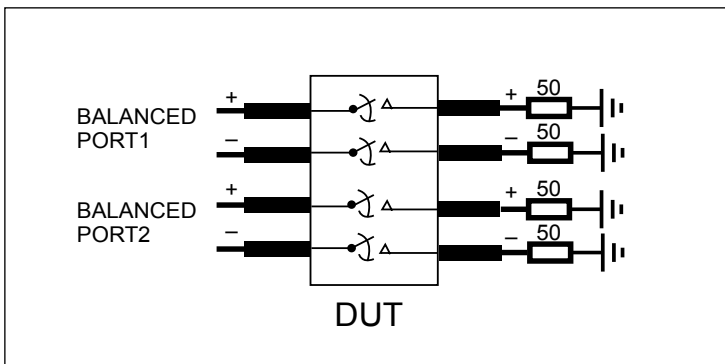 + + 50
BALANCED
PORT1
– – 50
+ + 50
BALANCED
PORT2
– – 50
DUT